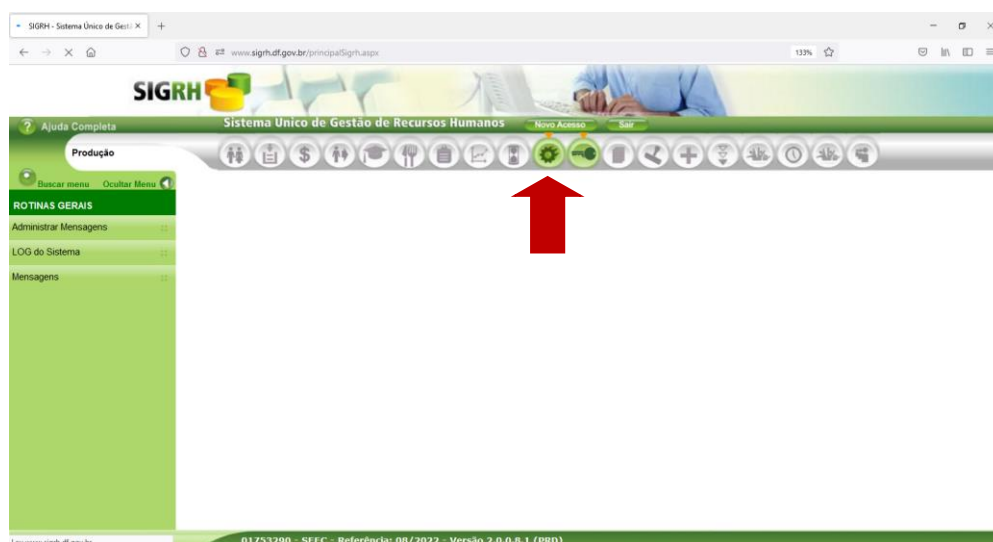 SIGRH - Sistema Único de Gesti
www.sigrh.df.gov.br/principalSigrh.aspx
133%
SIGRH
Ajuda Completa
Sistema Único de Gestão de Recursos Humanos
Novo Acesso
Sair
Produção
Buscar menu Ocultar Menu
ROTINAS GERAIS
Administrar Mensagens
LOG do Sistema
Mensagens
01753290 - SEEC - Referência: 08/2022 - Versão 2.0.0.8.1 (PRD)